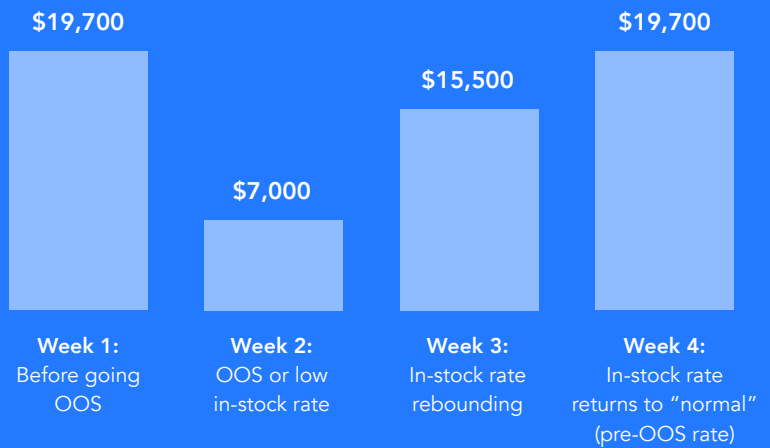 $19,700
$7,000
$15,500
$19,700
Week 1:
Before going
OOS
Week 2:
OOS or low
in-stock rate
Week 3:
In-stock rate
rebounding
Week 4:
In-stock rate
returns to “normal”
(pre-OOS rate)